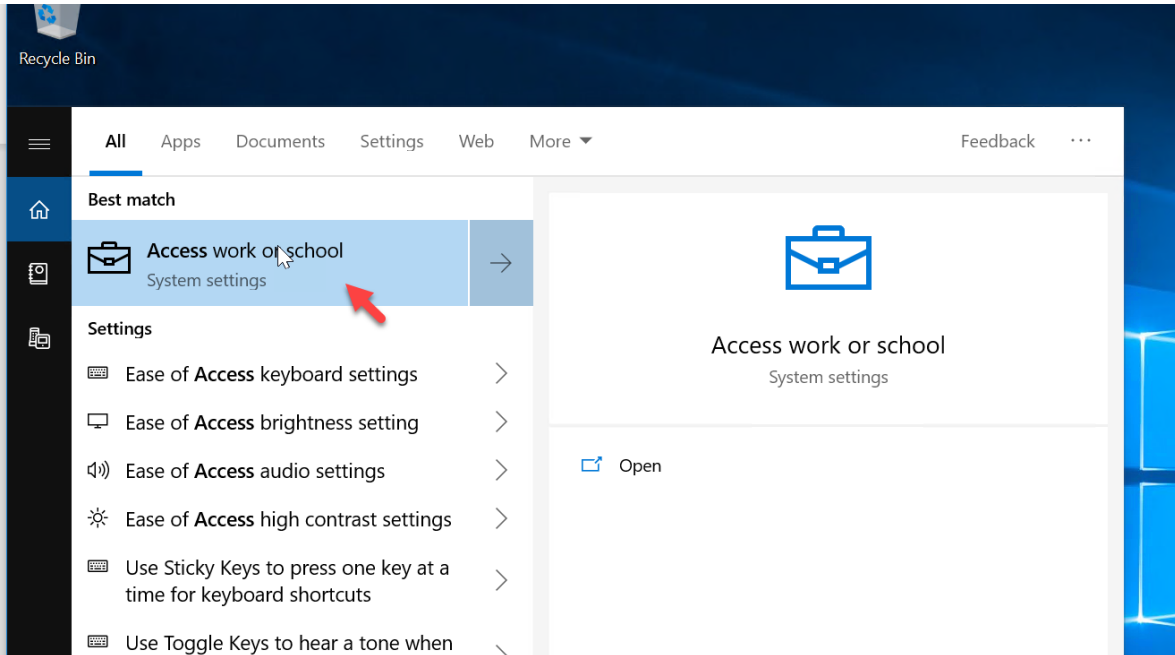 Recycle Bin
All Apps Documents Settings Web More Feedback ...
Best match
Access work or school
System settings
Settings
Ease of Access keyboard settings
Ease of Access brightness setting
Ease of Access audio settings
Ease of Access high contrast settings
Use Sticky Keys to press one key at a
time for keyboard shortcuts
Use Toggle Keys to hear a tone when
Access work or school
System settings
Open